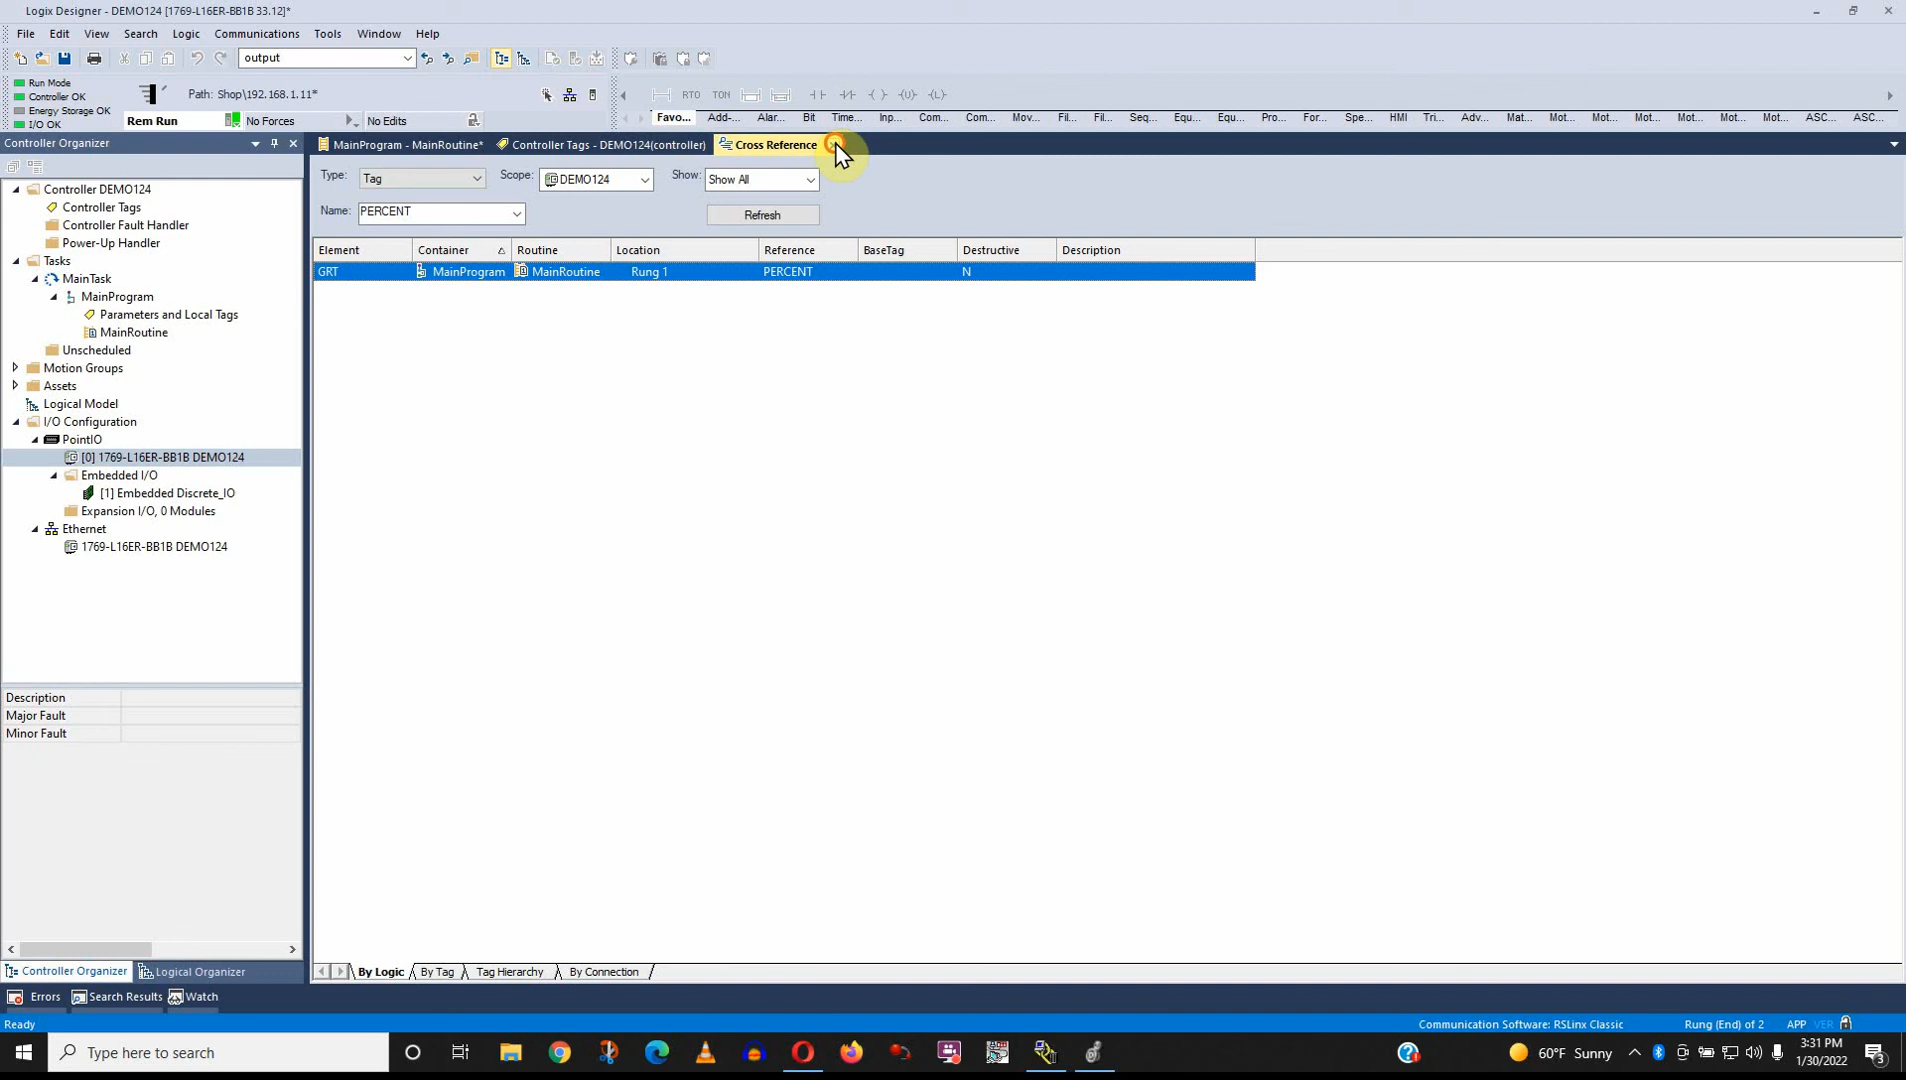 Logix Designer - DEMO124 [1769-L16ER-BB1B 33.12]*
File Edit View Search Logic Communications Tools Window Help
output
Run Mode
Controller OK
Energy Storage OK
I/O OK
Path: Shop\192.168.1.11*
Rem Run No Forces No Edits
RTO TON
Favo... Add-... Alar... Bit Time... Inp... Com... Com... Mov... Fil... Fil... Seq... Equ... Equ... Pro... For... Spe... HMI Tri... Adv... Mat... Mot... Mot... Mot... Mot... Mot... Mot... ASC... ASC...
Controller Organizer
MainProgram - MainRoutine* Controller Tags - DEMO124(controller) Cross Reference
Type: Tag Scope: DEMO124 Show: Show All
Name: PERCENT Refresh
Element Container Routine Location Reference BaseTag Destructive Description
GRT MainProgram MainRoutine Rung 1 PERCENT N
Controller DEMO124
Controller Tags
Controller Fault Handler
Power-Up Handler
Tasks
MainTask
MainProgram
Parameters and Local Tags
MainRoutine
Unscheduled
Motion Groups
Assets
Logical Model
I/O Configuration
PointIO
[0] 1769-L16ER-BB1B DEMO124
Embedded I/O
[1] Embedded Discrete_IO
Expansion I/O, 0 Modules
Ethernet
1769-L16ER-BB1B DEMO124
Description
Major Fault
Minor Fault
Controller Organizer Logical Organizer
By Logic By Tag Tag Hierarchy By Connection
Errors Search Results Watch
Ready
Communication Software: RSLinx Classic Rung (End) of 2 APP VER
Type here to search
60°F Sunny
3:31 PM
1/30/2022
3